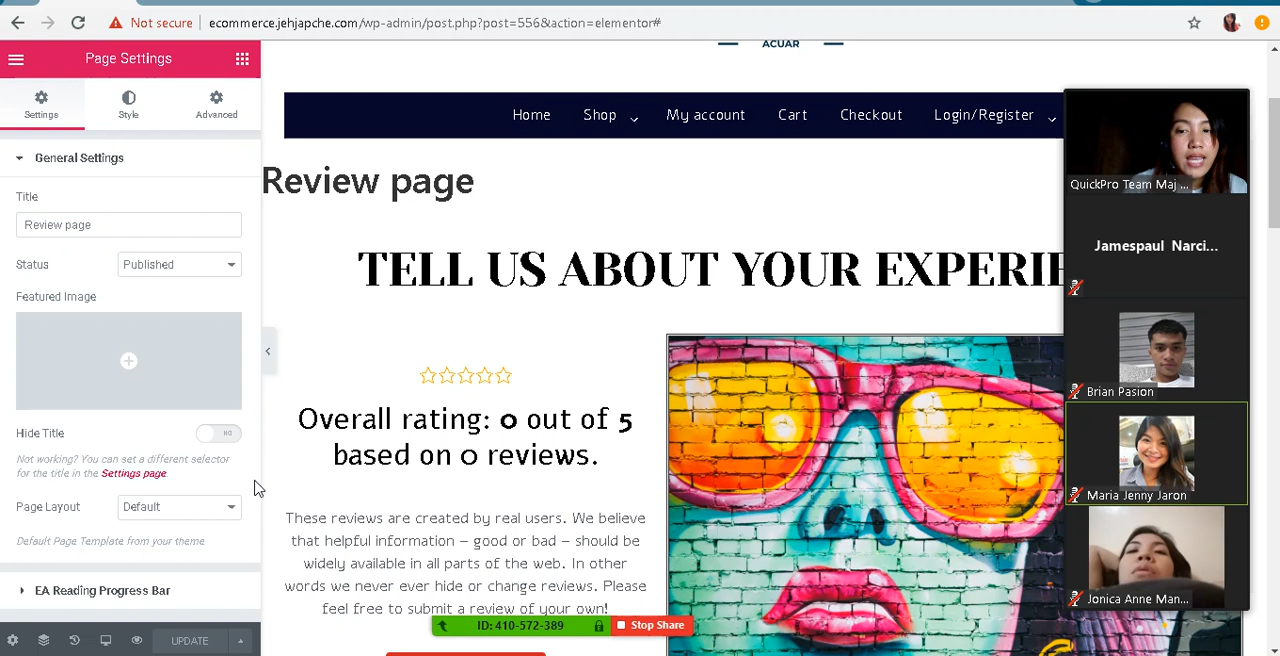 Not secure
ecommerce.jehjapche.com/wp-admin/post.php?post=556&action=elementor#
Page Settings
Settings
Style
Advanced
General Settings
Title
Review page
Status
Published
Featured Image
Hide Title
NO
Not working? You can set a different selector
for the title in the Settings page.
Page Layout
Default
Default Page Template from your theme
EA Reading Progress Bar
UPDATE
ACUAR
Home
Shop
My account
Cart
Checkout
Login/Register
Review page
TELL US ABOUT YOUR EXPERIE
Overall rating: 0 out of 5
based on 0 reviews.
These reviews are created by real users. We believe
that helpful information – good or bad – should be
widely available in all parts of the web. In other
words we never ever hide or change reviews. Please
feel free to submit a review of your own!
ID: 410-572-389
Stop Share
QuickPro Team Maj ...
Jamespaul Narci...
Brian Pasion
Maria Jenny Jaron
Jonica Anne Man...